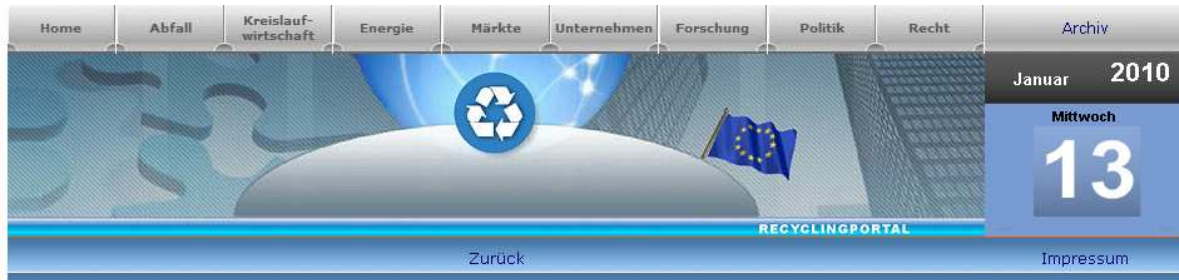 Home
Abfall
Kreislauf-
wirtschaft
Energie
Märkte
Unternehmen
Forschung
Politik
Recht
Archiv
Januar 2010
Mittwoch
13
RECYCLINGPORTAL
Zurück
Impressum